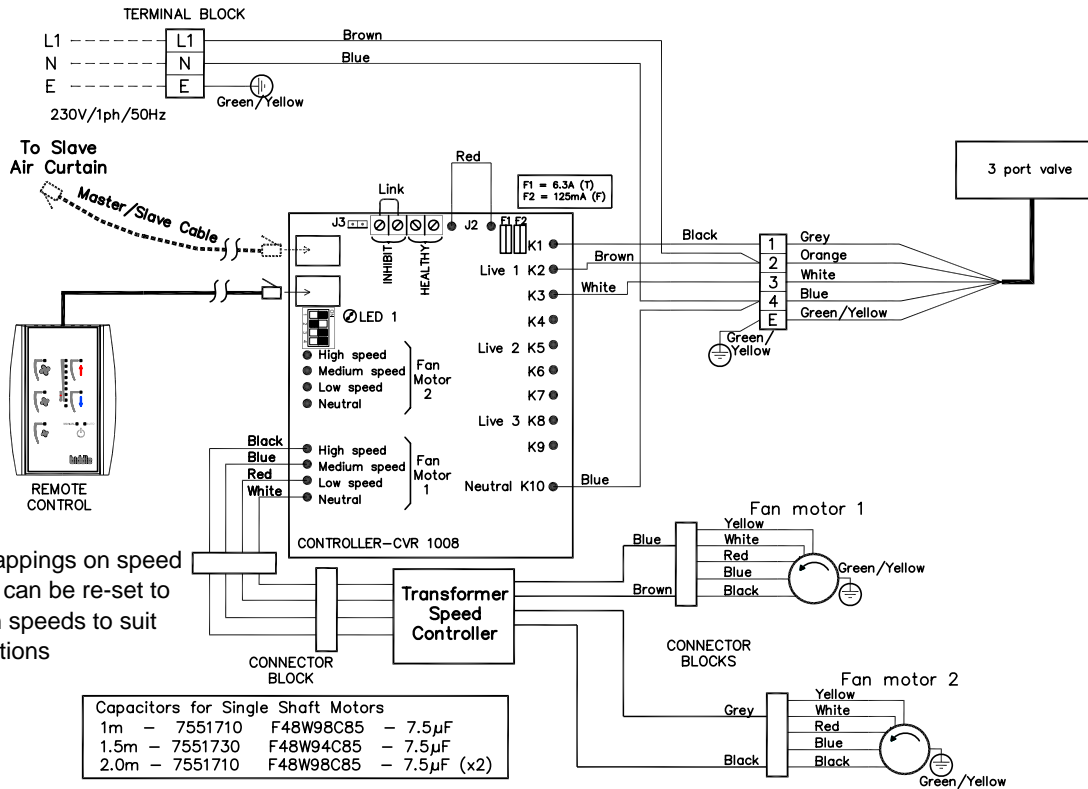 TERMINAL BLOCK
L1
L1
Brown
N
N
Blue
E
E
Green/Yellow
230V/1ph/50Hz
To Slave
Air Curtain
Master/Slave Cable
Red
Link
F1 = 6.3A (T)
F2 = 125mA (F)
J3
J2
F1 F2
INHIBIT
HEALTHY
K1
Live 1 K2
K3
K4
Live 2 K5
K6
K7
Live 3 K8
K9
Neutral K10
LED 1
High speed
Medium speed
Low speed
Neutral
Fan
Motor
2
Black
Blue
Red
White
High speed
Medium speed
Low speed
Neutral
Fan
Motor
1
CONTROLLER-CVR 1008
Black
Brown
White
Blue
1
2
3
4
E
Grey
Orange
White
Blue
Green/Yellow
Green/
Yellow
3 port valve
biddle
REMOTE
CONTROL
appings on speed
can be re-set to
n speeds to suit
tions
CONNECTOR
BLOCK
Transformer
Speed
Controller
Blue
Brown
Fan motor 1
Yellow
White
Red
Blue
Black
Green/Yellow
CONNECTOR
BLOCKS
Grey
Black
Fan motor 2
Yellow
White
Red
Blue
Black
Green/Yellow
Capacitors for Single Shaft Motors
1m – 7551710 F48W98C85 – 7.5µF
1.5m – 7551730 F48W94C85 – 7.5µF
2.0m – 7551710 F48W98C85 – 7.5µF (x2)